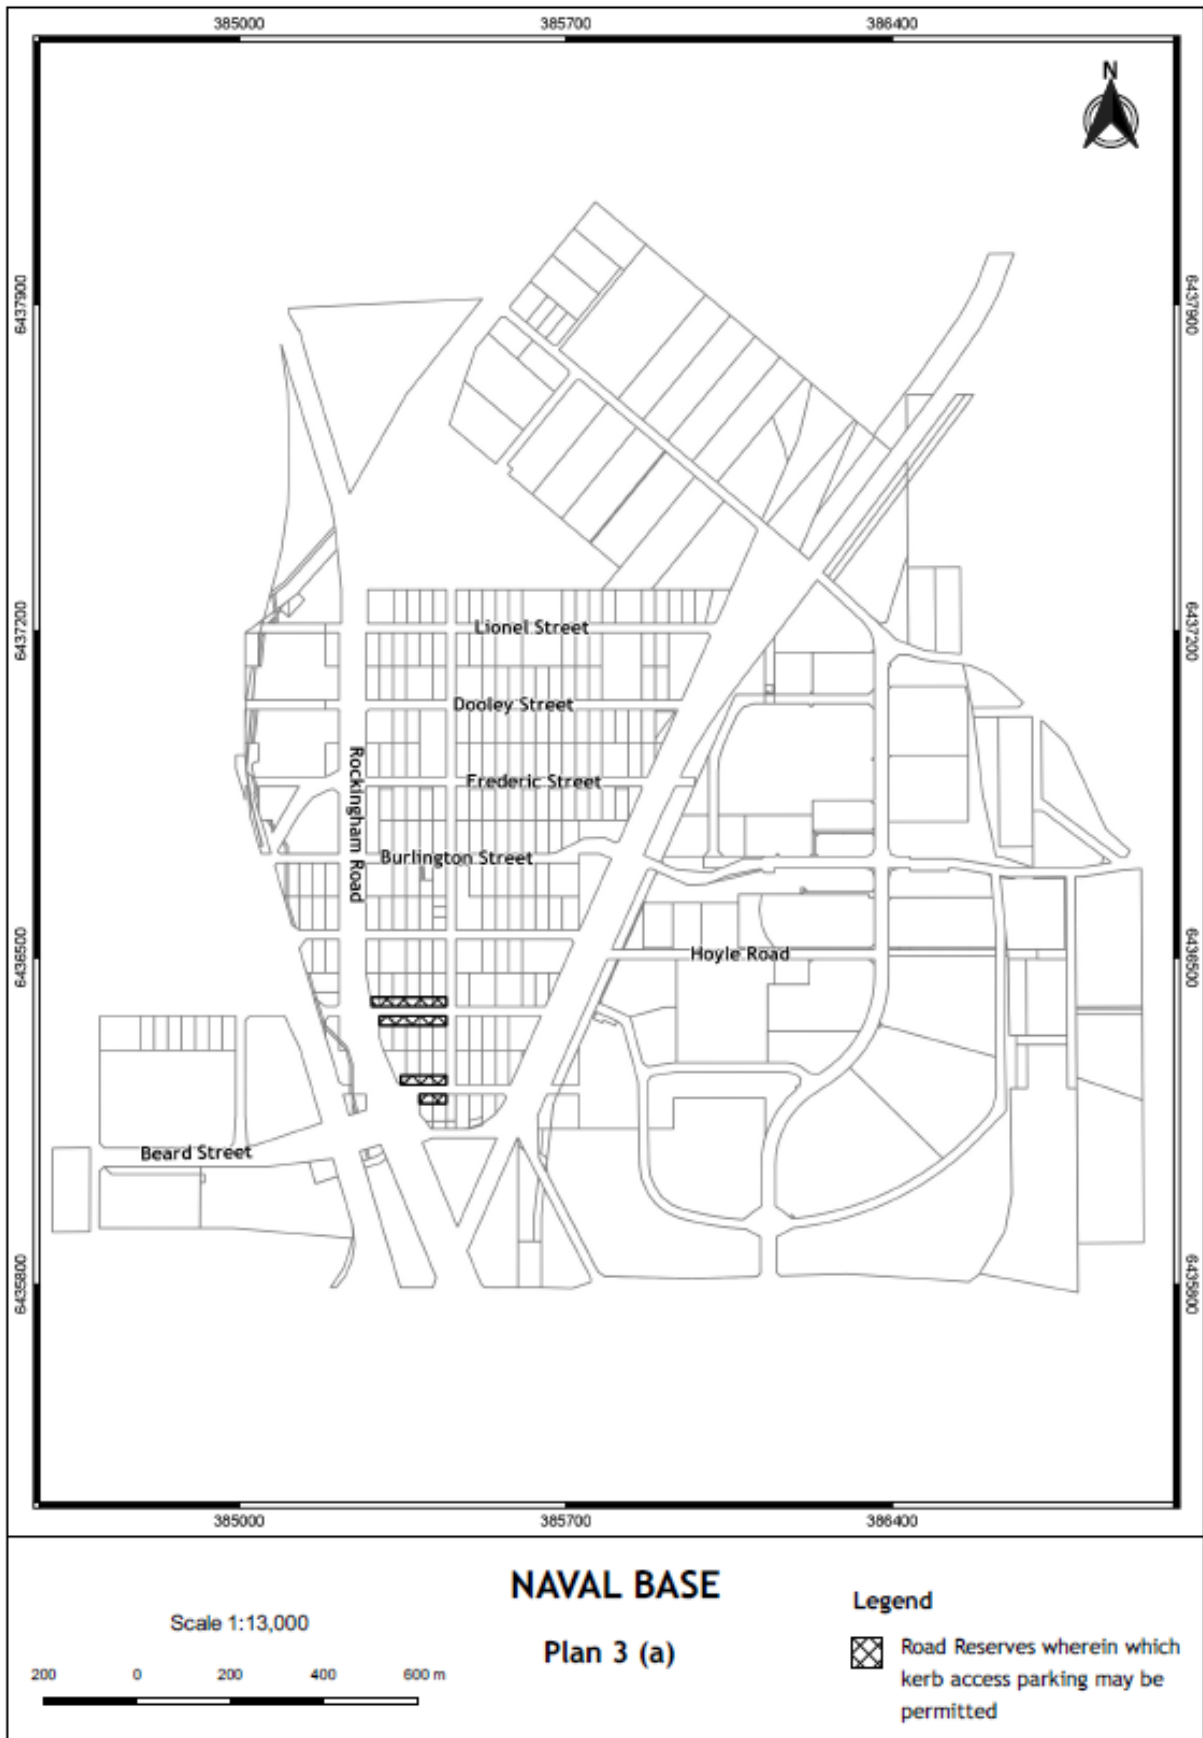 385000 385700 386400
N
6437900 6437900
6437200 6437200
Lionel Street
Dooley Street
Rockingham Road
Frederic Street
Burlington Street
6436500 6436500
Hoyle Road
Beard Street
6435800 6435800
385000 385700 386400
NAVAL BASE
Plan 3 (a)
Scale 1:13,000
200 0 200 400 600 m
Legend
Road Reserves wherein which
kerb access parking may be
permitted